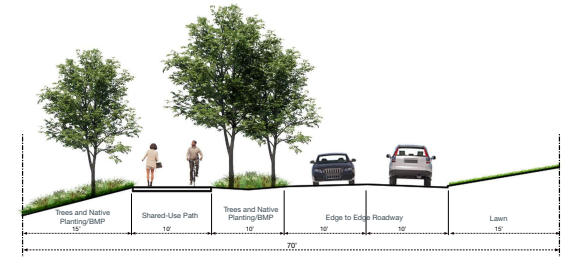 Trees and Native
Planting/BMP
15'
Shared-Use Path
10'
Trees and Native
Planting/BMP
10'
Edge to Edge Roadway
10'
10'
Lawn
15'
70'